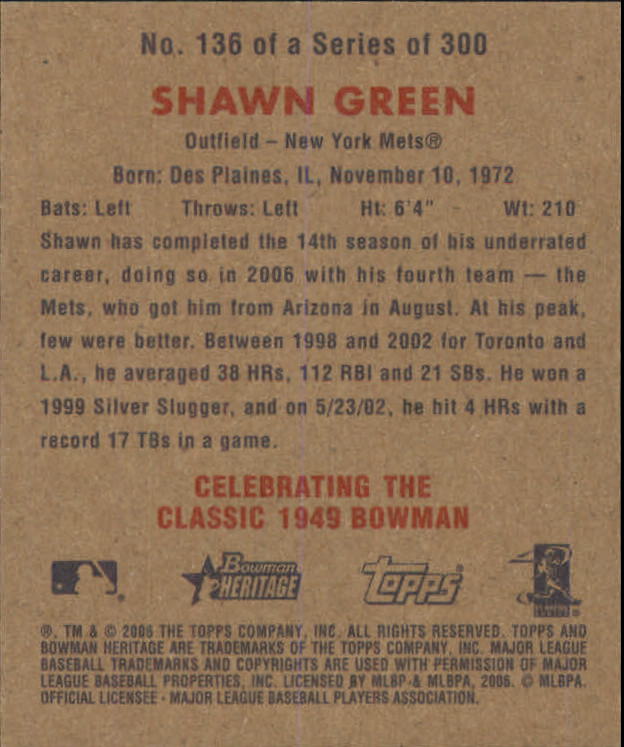 No. 136 of a Series of 300
SHAWN GREEN
Outfield – New York Mets®
Born: Des Plaines, IL, November 10, 1972
Bats: Left Throws: Left Ht: 6'4" Wt: 210
Shawn has completed the 14th season of his underrated
career, doing so in 2006 with his fourth team — the
Mets, who got him from Arizona in August. At his peak,
few were better. Between 1998 and 2002 for Toronto and
L.A., he averaged 38 HRs, 112 RBI and 21 SBs. He won a
1999 Silver Slugger, and on 5/23/02, he hit 4 HRs with a
record 17 TBs in a game.
CELEBRATING THE
CLASSIC 1949 BOWMAN
Bowman
HERITAGE
Topps
®, TM & © 2006 THE TOPPS COMPANY, INC. ALL RIGHTS RESERVED. TOPPS AND
BOWMAN HERITAGE ARE TRADEMARKS OF THE TOPPS COMPANY, INC. MAJOR LEAGUE
BASEBALL TRADEMARKS AND COPYRIGHTS ARE USED WITH PERMISSION OF MAJOR
LEAGUE BASEBALL PROPERTIES, INC. LICENSED BY MLBP & MLBPA, 2006. © MLBPA.
OFFICIAL LICENSEE - MAJOR LEAGUE BASEBALL PLAYERS ASSOCIATION.